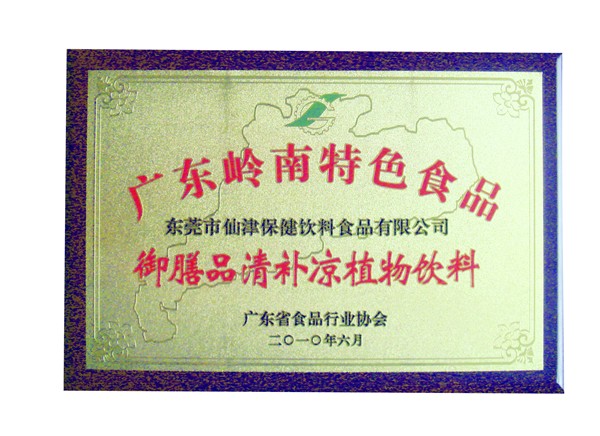 广东岭南特色食品
东莞市仙津保健饮料食品有限公司
御膳品清补凉植物饮料
广东省食品行业协会
二〇一〇年六月